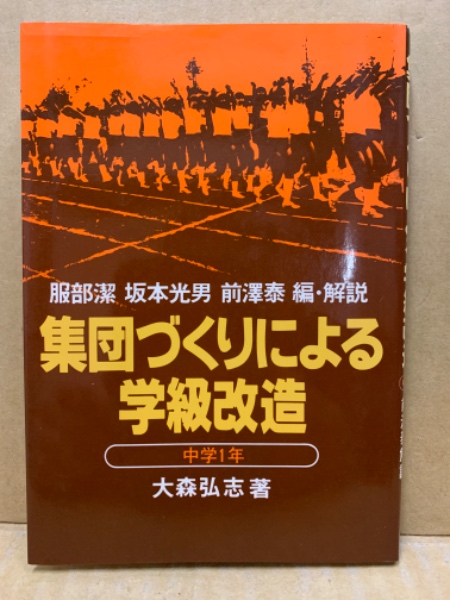 服部潔 坂本光男 前澤泰 編・解説
集団づくりによる
学級改造
中学1年
大森弘志著